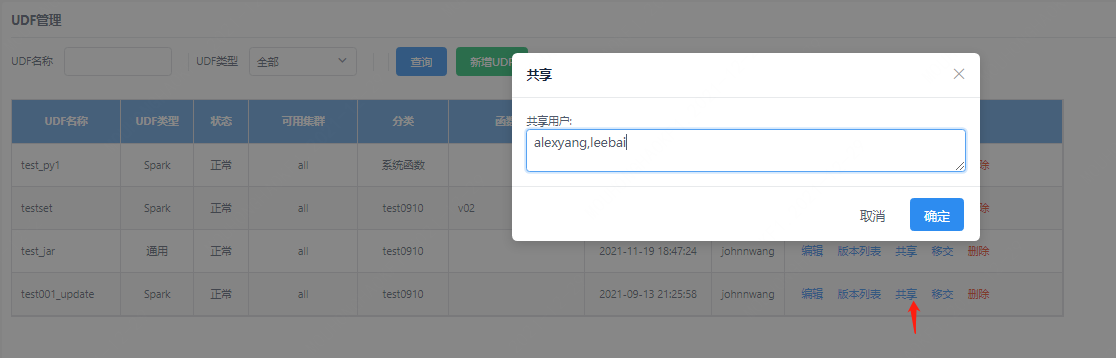 UDF管理
UDF名称 UDF类型 全部 查询 新增UD
共享
共享用户:
alexyang,leebai
取消 确定
UDF名称 UDF类型 状态 可用集群 分类
test_py1 Spark 正常 all 系统函数 删除
testset Spark 正常 all test0910 v02 删除
test_jar 通用 正常 all test0910 2021-11-19 18:47:24 johnnwang 编辑 版本列表 共享 移交 删除
test001_update Spark 正常 all test0910 2021-09-13 21:25:58 johnnwang 编辑 版本列表 共享 移交 删除